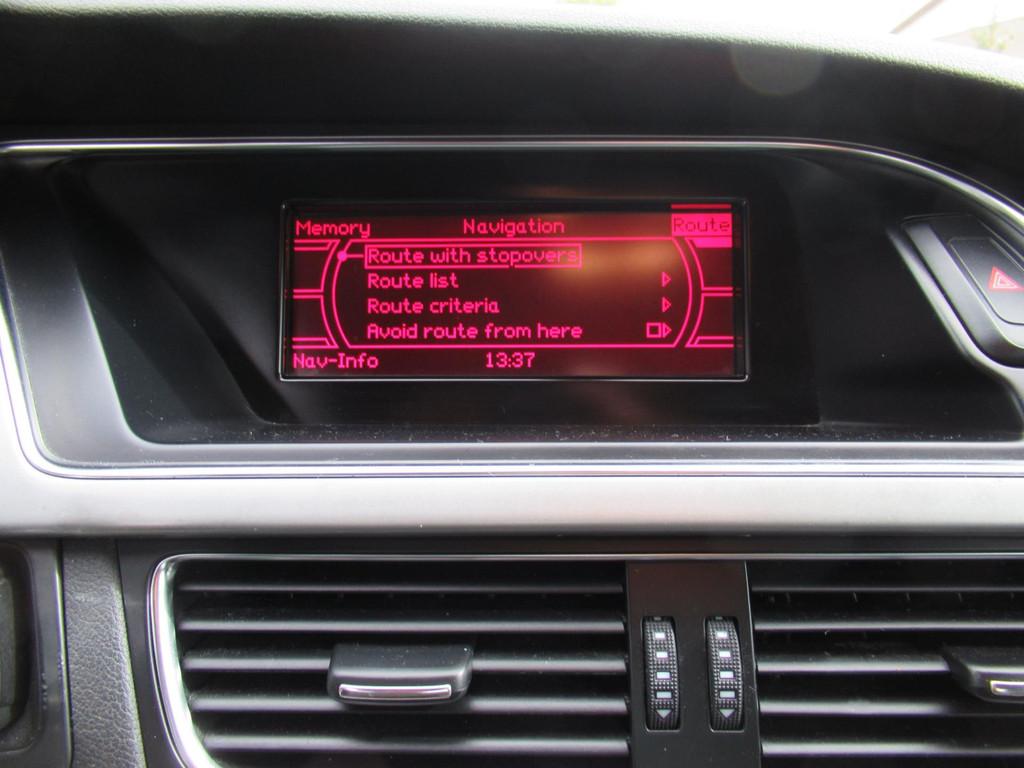 Memory Navigation Route
Route with stopovers
Route list
Route criteria
Avoid route from here
Nav-Info 13:37